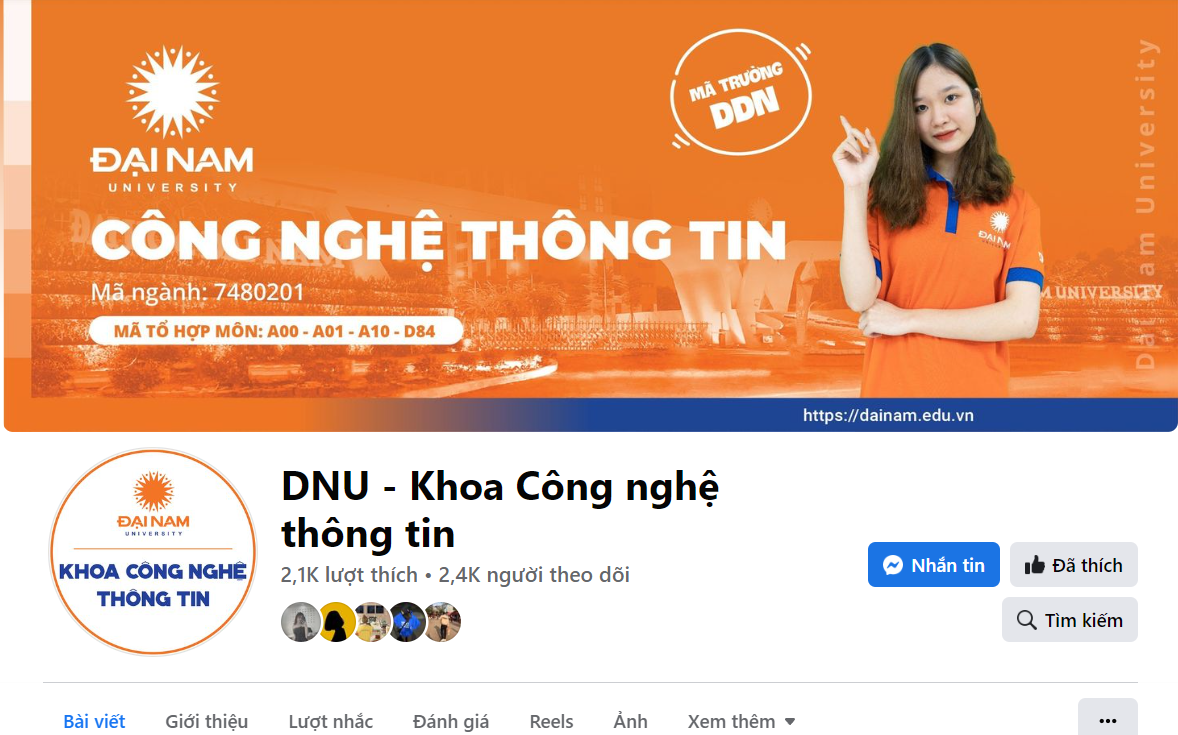 ĐẠI NAM
UNIVERSITY
MÃ TRƯỜNG
DDN
CÔNG NGHỆ THÔNG TIN
Mã ngành: 7480201
MÃ TỔ HỢP MÔN: A00 - A01 - A10 - D84
ĐẠI NAM
Dai Nam University
M UNIVERSITY
https://dainam.edu.vn
ĐẠI NAM
UNIVERSITY
KHOA CÔNG NGHỆ
THÔNG TIN
DNU - Khoa Công nghệ
thông tin
2,1K lượt thích • 2,4K người theo dõi
Nhắn tin
Đã thích
Tìm kiếm
Bài viết
Giới thiệu
Lượt nhắc
Đánh giá
Reels
Ảnh
Xem thêm